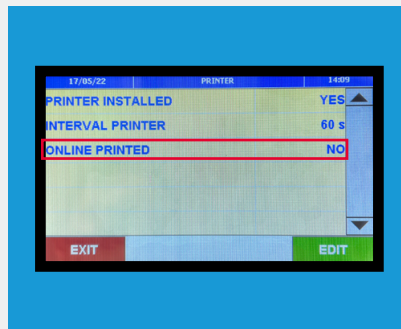 17/05/22 PRINTER 14:09
PRINTER INSTALLED YES
INTERVAL PRINTER 60 s
ONLINE PRINTED NO
EXIT EDIT